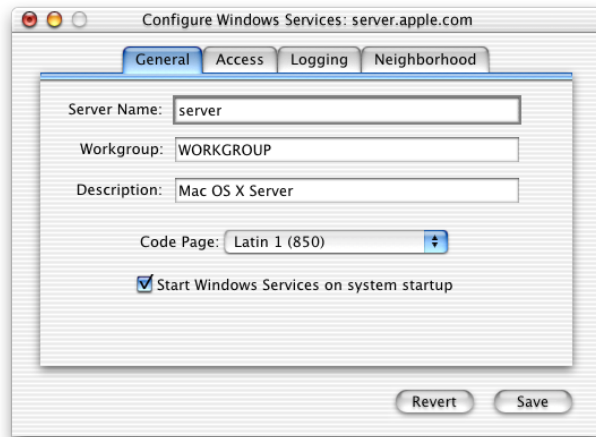 Configure Windows Services: server.apple.com
General Access Logging Neighborhood
Server Name: server
Workgroup: WORKGROUP
Description: Mac OS X Server
Code Page: Latin 1 (850)
Start Windows Services on system startup
Revert Save